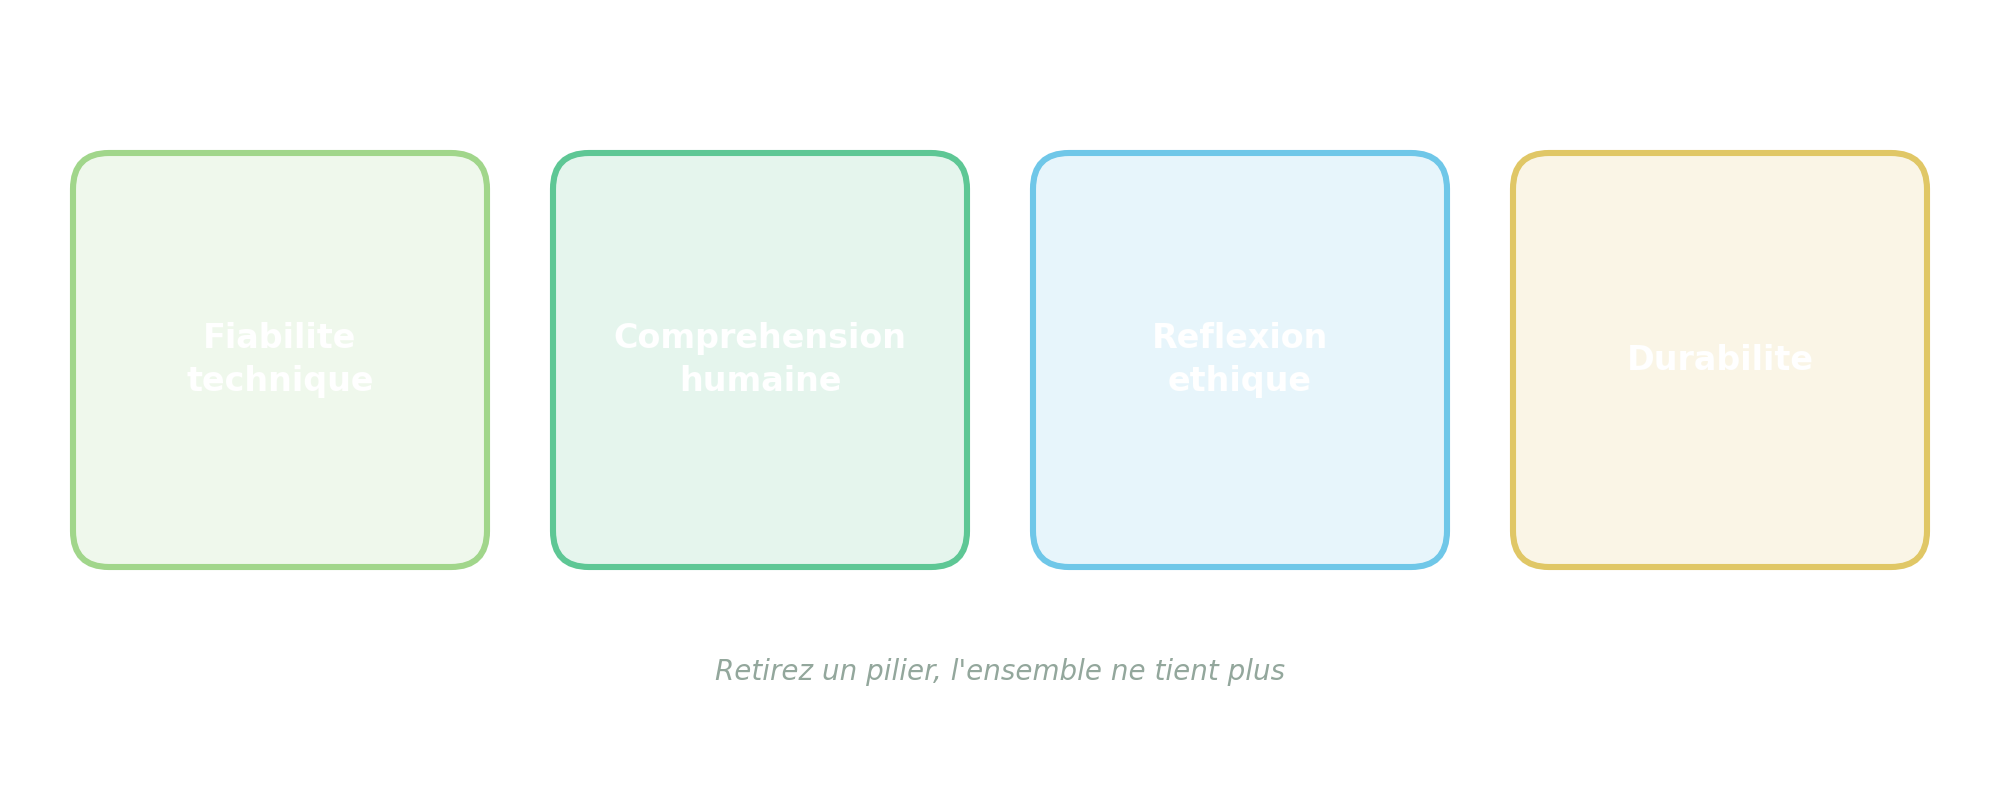 Fiabilite
technique
Comprehension
humaine
Reflexion
ethique
Durabilite
Retirez un pilier, l'ensemble ne tient plus